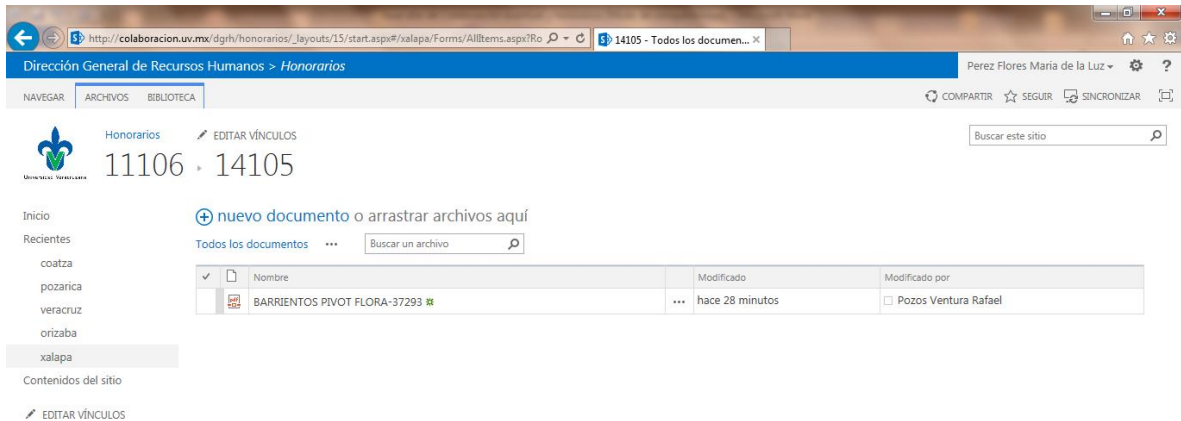 http://colaboracion.uv.mx/dgrh/honorarios/_layouts/15/start.aspx#/xalapa/Forms/AllItems.aspx?Ro
14105 - Todos los documen...
Dirección General de Recursos Humanos > Honorarios
Perez Flores Maria de la Luz
?
NAVEGAR ARCHIVOS BIBLIOTECA
COMPARTIR SEGUIR SINCRONIZAR
Honorarios EDITAR VÍNCULOS
Buscar este sitio
11106 ▸ 14105
Universidad Veracruzana
Inicio
nuevo documento o arrastrar archivos aquí
Recientes
Todos los documentos ... Buscar un archivo
coatza
Nombre Modificado Modificado por
pozarica
BARRIENTOS PIVOT FLORA-37293 ... hace 28 minutos Pozos Ventura Rafael
veracruz
orizaba
xalapa
Contenidos del sitio
EDITAR VÍNCULOS